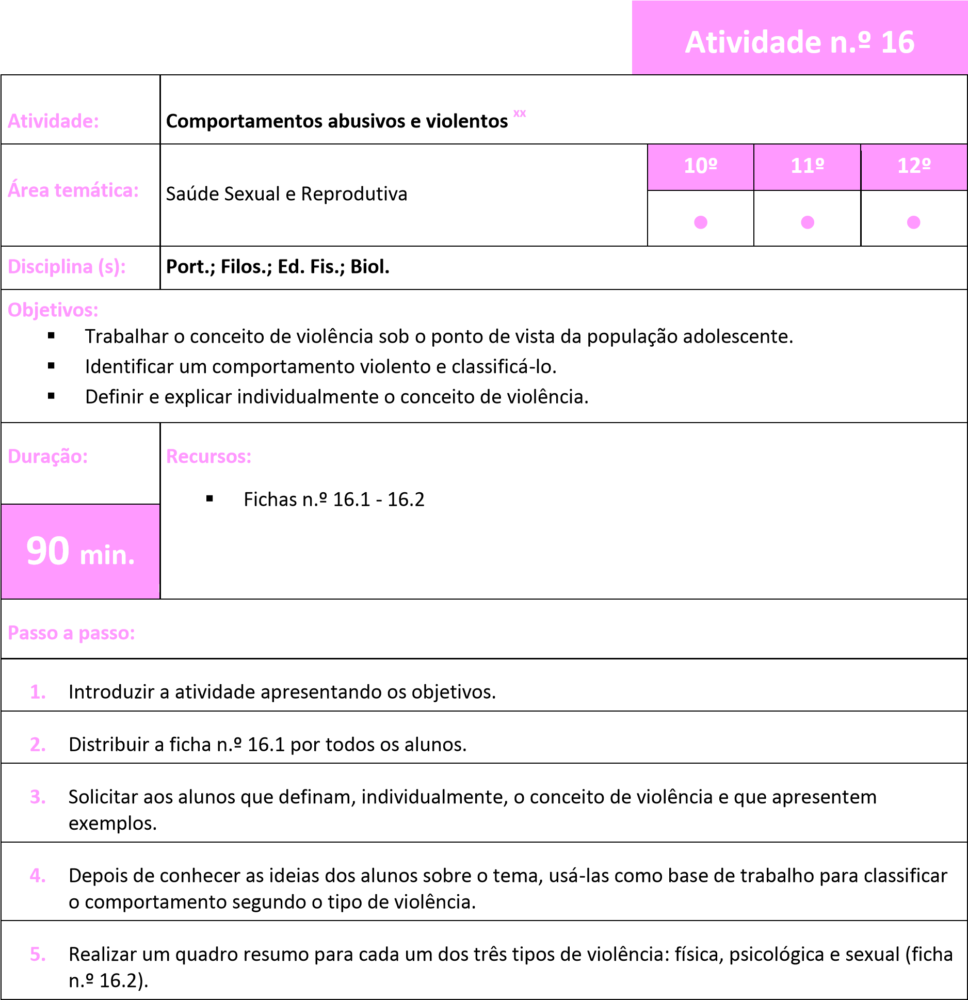 Atividade n.º 16
Atividade:
Comportamentos abusivos e violentos xx
Área temática:
Saúde Sexual e Reprodutiva
10º
11º
12º
Disciplina (s):
Port.; Filos.; Ed. Fis.; Biol.
Objetivos:
▪ Trabalhar o conceito de violência sob o ponto de vista da população adolescente.
▪ Identificar um comportamento violento e classificá-lo.
▪ Definir e explicar individualmente o conceito de violência.
Duração:
90 min.
Recursos:
▪ Fichas n.º 16.1 - 16.2
Passo a passo:
1. Introduzir a atividade apresentando os objetivos.
2. Distribuir a ficha n.º 16.1 por todos os alunos.
3. Solicitar aos alunos que definam, individualmente, o conceito de violência e que apresentem
exemplos.
4. Depois de conhecer as ideias dos alunos sobre o tema, usá-las como base de trabalho para classificar
o comportamento segundo o tipo de violência.
5. Realizar um quadro resumo para cada um dos três tipos de violência: física, psicológica e sexual (ficha
n.º 16.2).